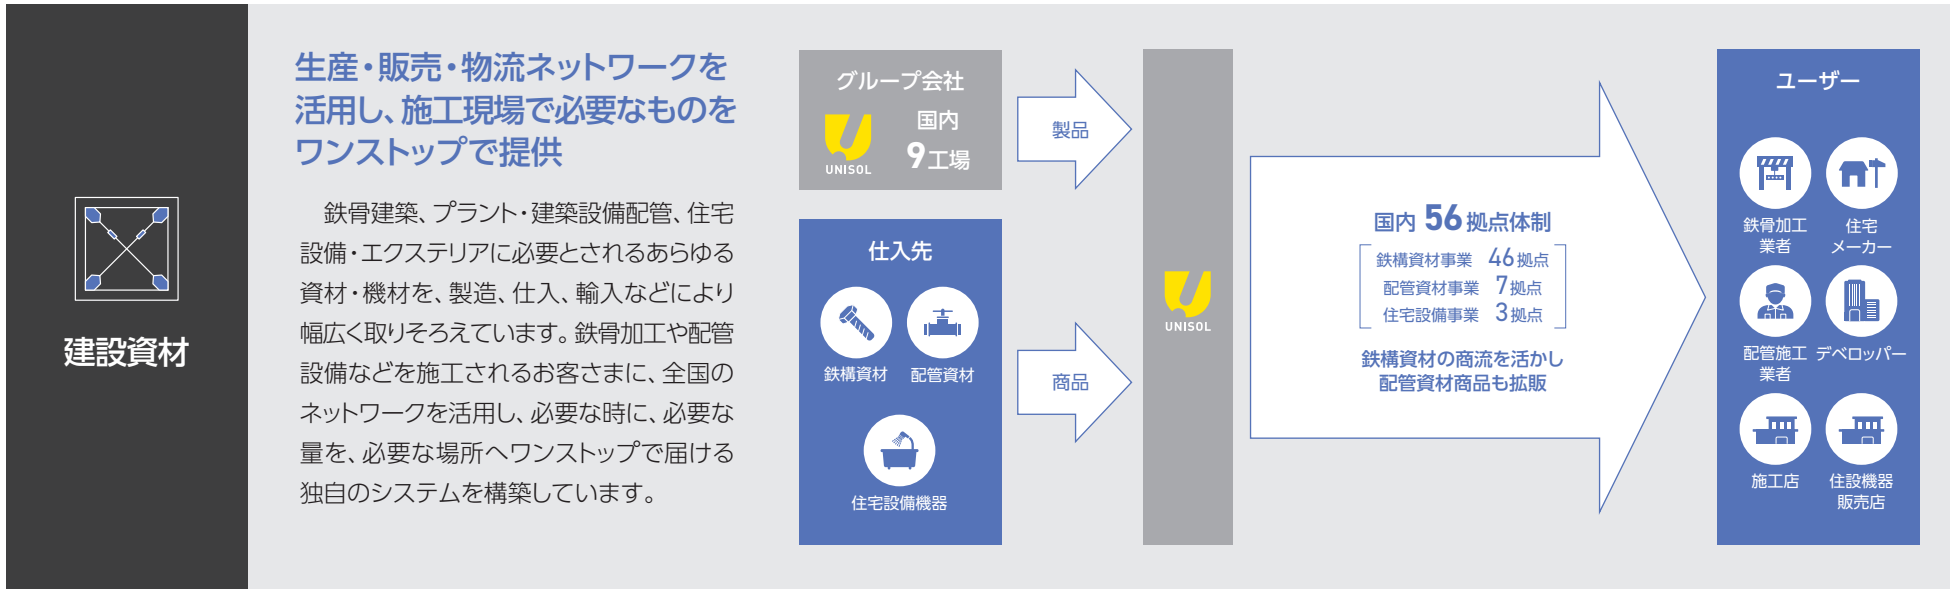 建設資材
生産・販売・物流ネットワークを
活用し、施工現場で必要なものを
ワンストップで提供
鉄骨建築、プラント・建築設備配管、住宅
設備・エクステリアに必要とされるあらゆる
資材・機材を、製造、仕入、輸入などにより
幅広く取りそろえています。鉄骨加工や配管
設備などを施工されるお客さまに、全国の
ネットワークを活用し、必要な時に、必要な
量を、必要な場所へワンストップで届ける
独自のシステムを構築しています。
グループ会社
UNISOL
国内
9工場
製品
仕入先
鉄構資材
配管資材
住宅設備機器
商品
UNISOL
国内 56 拠点体制
鉄構資材事業 46拠点
配管資材事業 7拠点
住宅設備事業 3拠点
鉄構資材の商流を活かし
配管資材商品も拡販
ユーザー
鉄骨加工
業者
住宅
メーカー
配管施工
業者
デベロッパー
施工店
住設機器
販売店